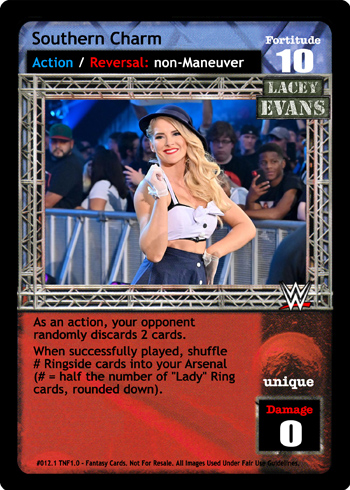 Southern Charm
Fortitude
10
Action / Reversal: non-Maneuver
LACEY
EVANS
W
As an action, your opponent
randomly discards 2 cards.
When successfully played, shuffle
# Ringside cards into your Arsenal
(# = half the number of "Lady" Ring
cards, rounded down).
unique
Damage
0
#012.1 TNF1.0 - Fantasy Cards. Not For Resale. All Images Used Under Fair Use Guidelines.